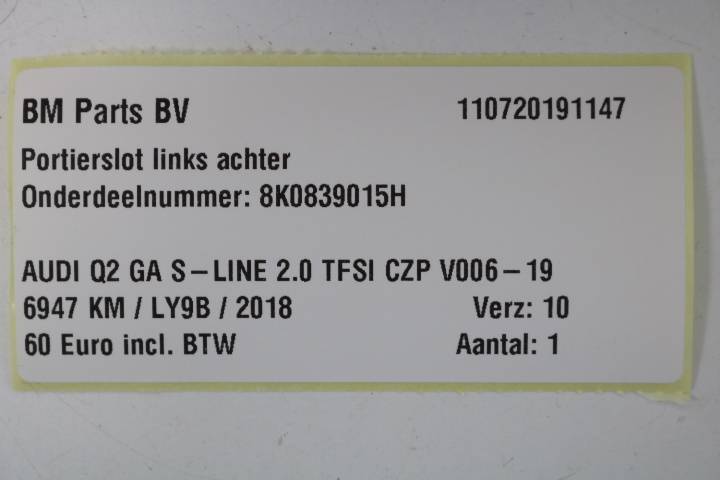 BM Parts BV 110720191147
Portierslot links achter
Onderdeelnummer: 8K0839015H
AUDI Q2 GA S-LINE 2.0 TFSI CZP V006-19
6947 KM / LY9B / 2018 Verz: 10
60 Euro incl. BTW Aantal: 1